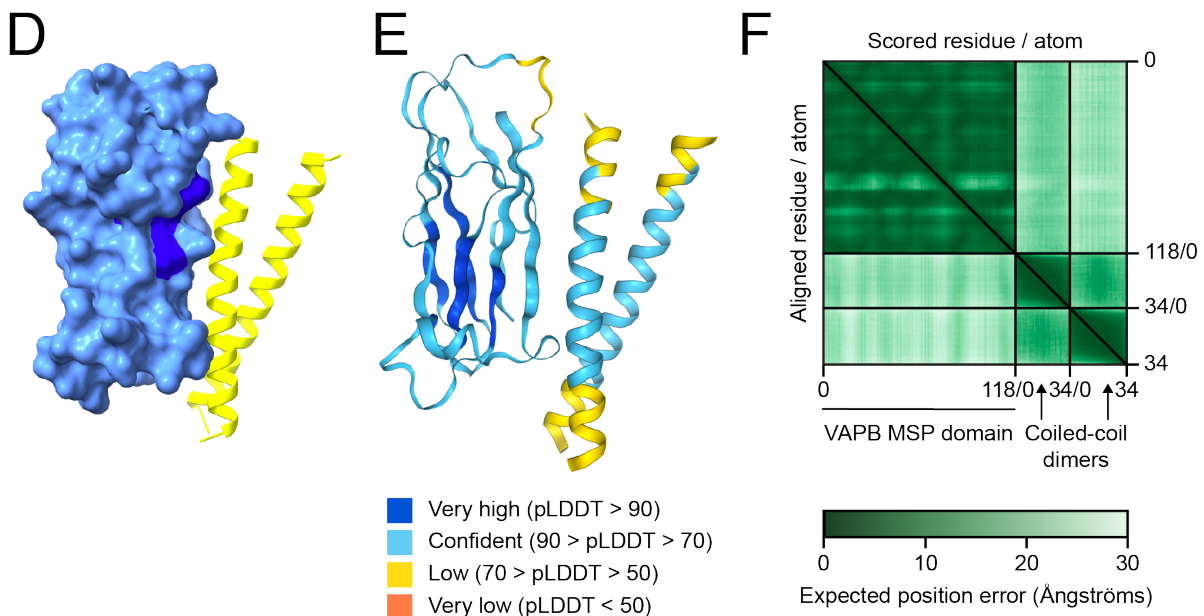 D
E
F
Scored residue / atom
Aligned residue / atom
0
118/0
34/0
34
0
118/0
34/0
34
VAPB MSP domain
Coiled-coil
dimers
Very high (pLDDT > 90)
Confident (90 > pLDDT > 70)
Low (70 > pLDDT > 50)
Very low (pLDDT < 50)
0
10
20
30
Expected position error (Ångströms)